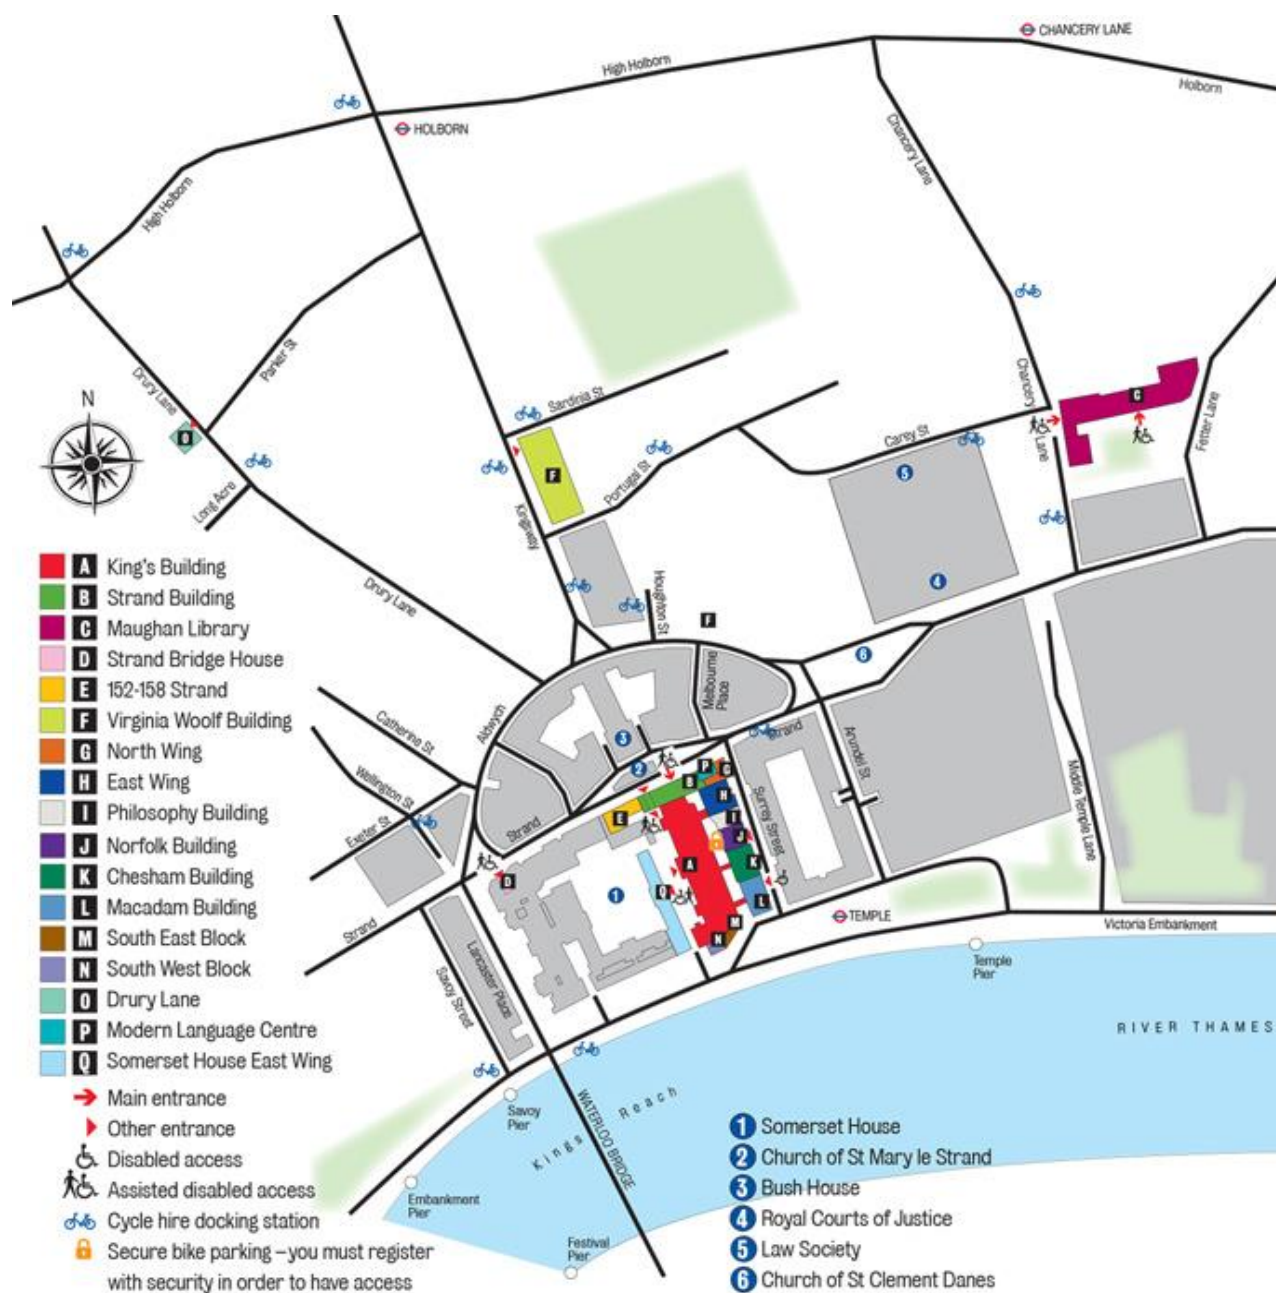 CHANCERY LANE
High Holborn
Holborn
HOLBORN
Chancery Lane
High Holborn
Parker St
Drury Lane
N
O
Long Acre
Sardinia St
Chancery
Lane
C
Fetter Lane
Carey St
5
Portugal St
F
Kingsway
4
Drury Lane
Houghton St
F
6
Melbourne
Place
Aldwych
3
Strand
Catherine St
2
Arundel St
Wellington St
P
G
B
H
Exeter St
Strand
E
I
Surrey Street
J
Middle Temple Lane
K
A
D
Q
1
L
M
N
TEMPLE
Strand
Victoria Embankment
Lancaster Place
Savoy Street
Temple
Pier
RIVER THAMES
Savoy
Pier
Kings Reach
WATERLOO BRIDGE
Embankment
Pier
Festival
Pier
A King's Building
B Strand Building
C Maughan Library
D Strand Bridge House
E 152-158 Strand
F Virginia Woolf Building
G North Wing
H East Wing
I Philosophy Building
J Norfolk Building
K Chesham Building
L Macadam Building
M South East Block
N South West Block
O Drury Lane
P Modern Language Centre
Q Somerset House East Wing
Main entrance
Other entrance
Disabled access
Assisted disabled access
Cycle hire docking station
Secure bike parking – you must register
with security in order to have access
1 Somerset House
2 Church of St Mary le Strand
3 Bush House
4 Royal Courts of Justice
5 Law Society
6 Church of St Clement Danes